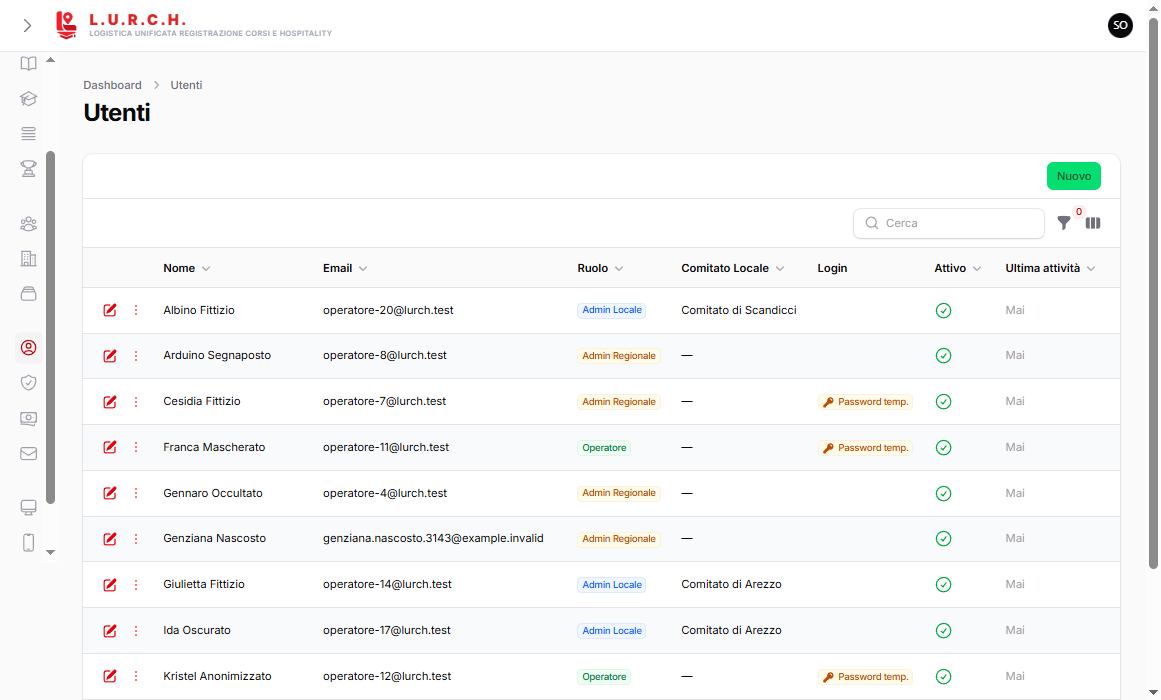 L.U.R.C.H.
LOGISTICA UNIFICATA REGISTRAZIONE CORSI E HOSPITALITY
SO
Dashboard Utenti
Utenti
Nuovo
Cerca 0
Nome Email Ruolo Comitato Locale Login Attivo Ultima attività
Albino Fittizio operatore-20@lurch.test Admin Locale Comitato di Scandicci Mai
Arduino Segnaposto operatore-8@lurch.test Admin Regionale — Mai
Cesidia Fittizio operatore-7@lurch.test Admin Regionale — Password temp. Mai
Franca Mascherato operatore-11@lurch.test Operatore — Password temp. Mai
Gennaro Occultato operatore-4@lurch.test Admin Regionale — Mai
Genziana Nascosto genziana.nascosto.3143@example.invalid Admin Regionale — Mai
Giulietta Fittizio operatore-14@lurch.test Admin Locale Comitato di Arezzo Mai
Ida Oscurato operatore-17@lurch.test Admin Locale Comitato di Arezzo Mai
Kristel Anonimizzato operatore-12@lurch.test Operatore — Password temp. Mai